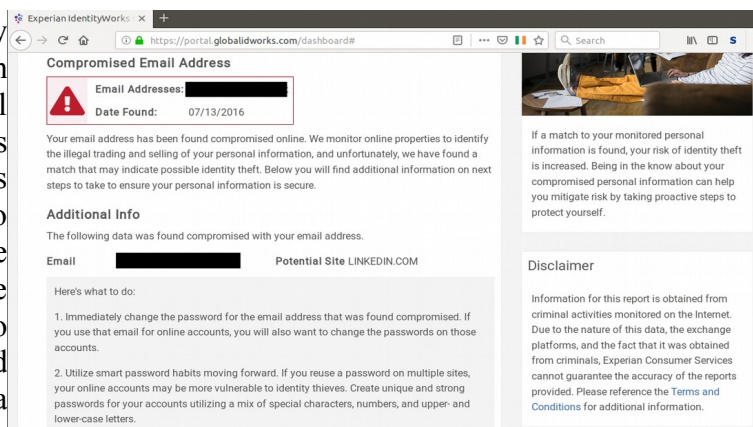 Experian IdentityWorks
https://portal.globalidworks.com/dashboard#
Search
Compromised Email Address
Email Addresses:
Date Found: 07/13/2016
Your email address has been found compromised online. We monitor online properties to identify
the illegal trading and selling of your personal information, and unfortunately, we have found a
match that may indicate possible identity theft. Below you will find additional information on next
steps to take to ensure your personal information is secure.
Additional Info
The following data was found compromised with your email address.
Email Potential Site LINKEDIN.COM
Here's what to do:
1. Immediately change the password for the email address that was found compromised. If
you use that email for online accounts, you will also want to change the passwords on those
accounts.
2. Utilize smart password habits moving forward. If you reuse a password on multiple sites,
your online accounts may be more vulnerable to identity thieves. Create unique and strong
passwords for your accounts utilizing a mix of special characters, numbers, and upper- and
lower-case letters.
If a match to your monitored personal
information is found, your risk of identity theft
is increased. Being in the know about your
compromised personal information can help
you mitigate risk by taking proactive steps to
protect yourself.
Disclaimer
Information for this report is obtained from
criminal activities monitored on the Internet.
Due to the nature of this data, the exchange
platforms, and the fact that it was obtained
from criminals, Experian Consumer Services
cannot guarantee the accuracy of the reports
provided. Please reference the Terms and
Conditions for additional information.